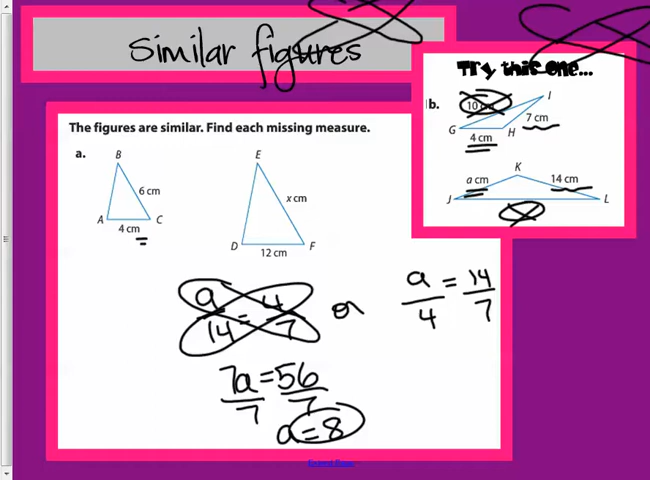 Similar figures
Try this one...
b.
I
G
H
7 cm
4 cm
K
a cm
14 cm
J
L
The figures are similar. Find each missing measure.
a.
B
6 cm
A
C
4 cm
E
x cm
D
F
12 cm
a/14 = 4/7 or a/4 = 14/7
7a = 56
7 7
a = 8